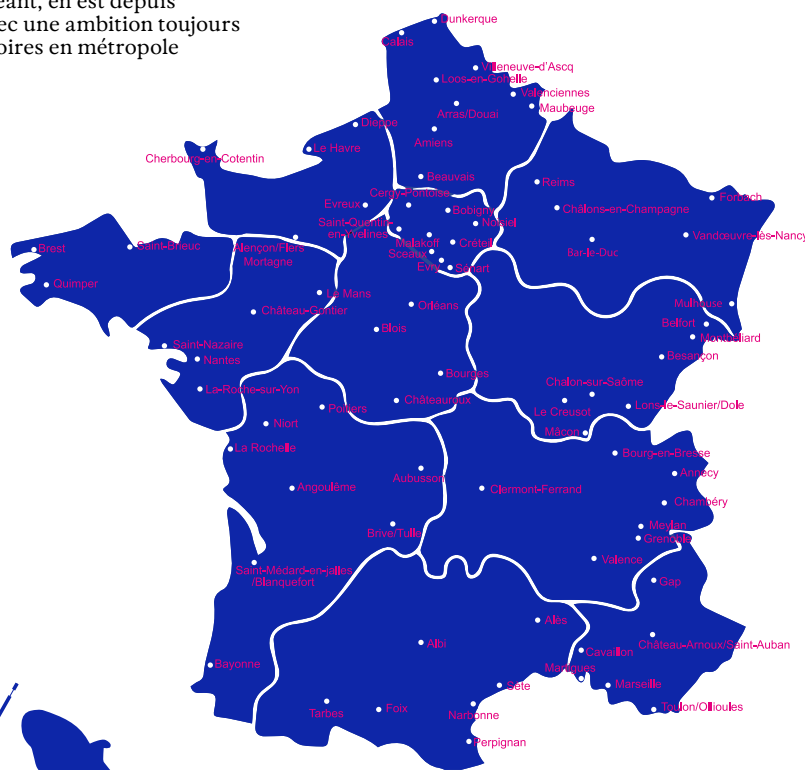 éant, en est depuis
ec une ambition toujours
oires en métropole
Dunkerque
Calais
Villeneuve-d'Ascq
Loos-en-Gohelle
Valenciennes
Arras/Douai
Maubeuge
Dieppe
Amiens
Le Havre
Cherbourg-en-Cotentin
Beauvais
Reims
Cergy-Pontoise
Forbach
Evreux
Bobigny
Châlons-en-Champagne
Saint-Quentin-
en-Yvelines
Noisiel
Vandœuvre-lès-Nancy
Brest
Saint-Brieuc
Alençon/Flers
Mortagne
Malakoff
Créteil
Sceaux
Bar-le-Duc
Evry
Sénart
Quimper
Le Mans
Château-Gontier
Orléans
Mulhouse
Blois
Belfort
Montbéliard
Saint-Nazaire
Nantes
Besançon
Bourges
La-Roche-sur-Yon
Chalon-sur-Saôme
Châteauroux
Poitiers
Le Creusot
Lons-le-Saunier/Dole
Niort
Mâcon
La Rochelle
Bourg-en-Bresse
Aubusson
Annecy
Angoulême
Clermont-Ferrand
Chambéry
Meylan
Brive/Tulle
Grenoble
Valence
Saint-Médard-en-jalles
/Blanquefort
Gap
Alès
Albi
Château-Arnoux/Saint-Auban
Cavaillon
Bayonne
Martigues
Sète
Marseille
Tarbes
Foix
Narbonne
Toulon/Ollioules
Perpignan